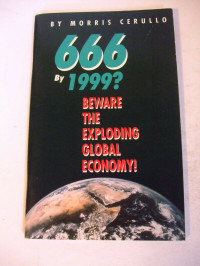 BY MORRIS CERULLO
666
By 1999?
BEWARE
THE
EXPLODING
GLOBAL
ECONOMY!